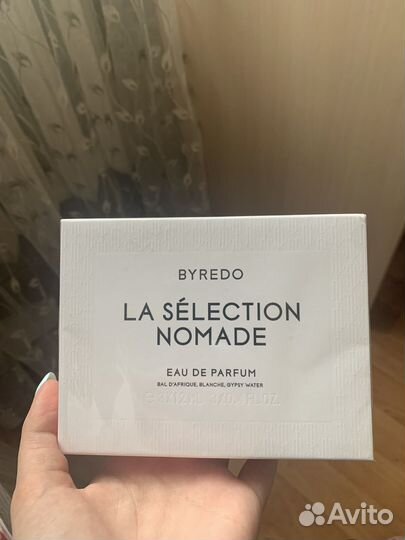 BYREDO
LA SÉLECTION
NOMADE
EAU DE PARFUM
BAL D'AFRIQUE, BLANCHE, GYPSY WATER
Avito